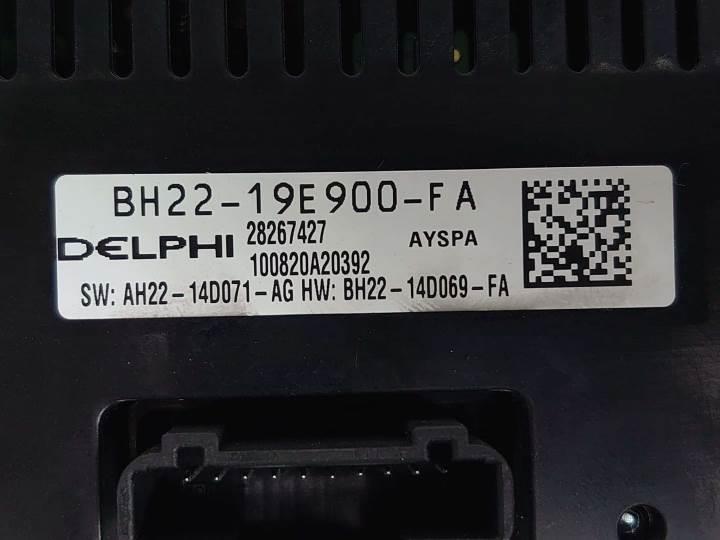 BH22-19E900-FA
DELPHI 28267427 AYSPA
100820A20392
SW: AH22-14D071-AG HW: BH22-14D069-FA